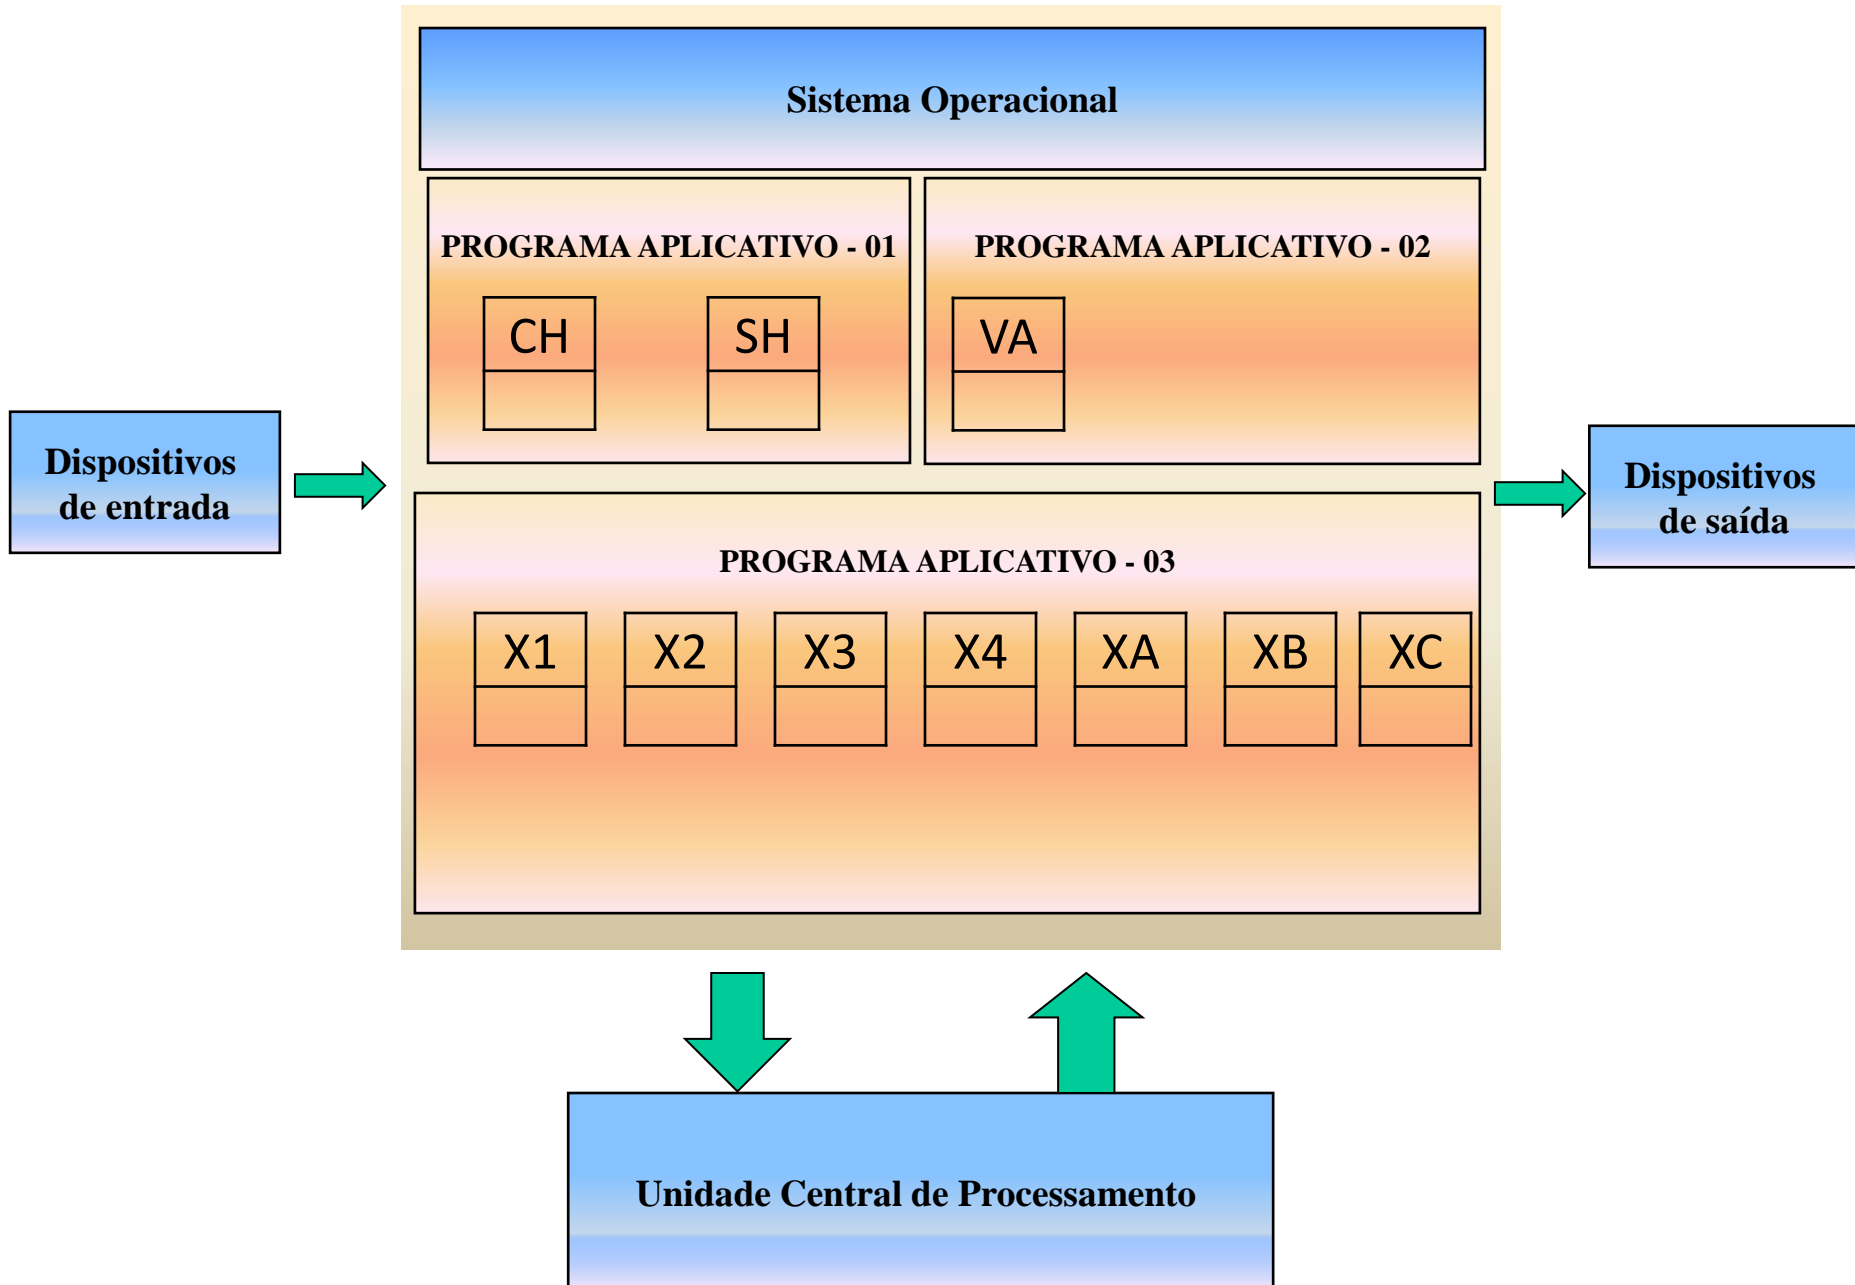 Sistema Operacional
PROGRAMA APLICATIVO - 01
PROGRAMA APLICATIVO - 02
CH
SH
VA
Dispositivos
de entrada
Dispositivos
de saída
PROGRAMA APLICATIVO - 03
X1
X2
X3
X4
XA
XB
XC
Unidade Central de Processamento